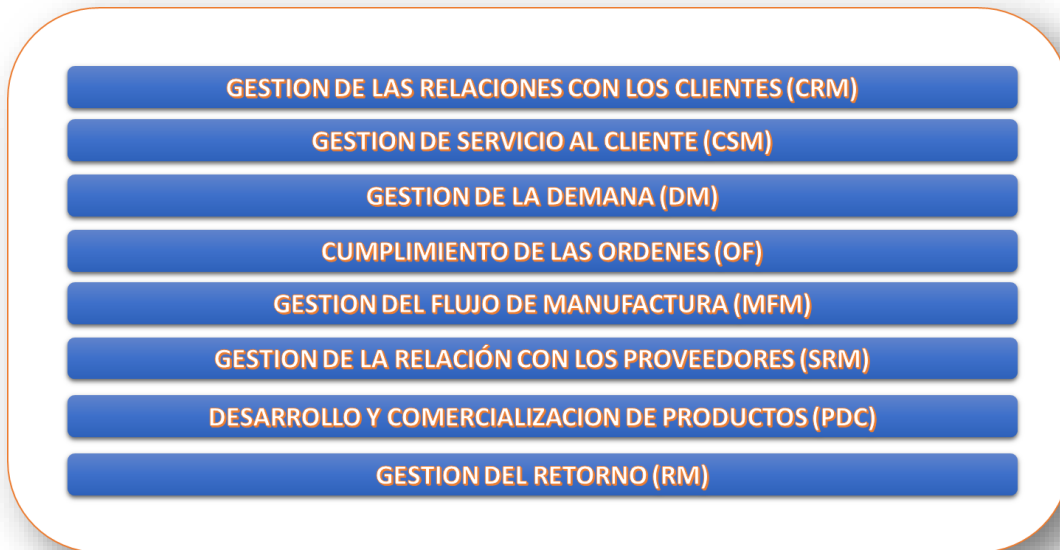 GESTION DE LAS RELACIONES CON LOS CLIENTES (CRM)
GESTION DE SERVICIO AL CLIENTE (CSM)
GESTION DE LA DEMANA (DM)
CUMPLIMIENTO DE LAS ORDENES (OF)
GESTION DEL FLUJO DE MANUFACTURA (MFM)
GESTION DE LA RELACIÓN CON LOS PROVEEDORES (SRM)
DESARROLLO Y COMERCIALIZACION DE PRODUCTOS (PDC)
GESTION DEL RETORNO (RM)